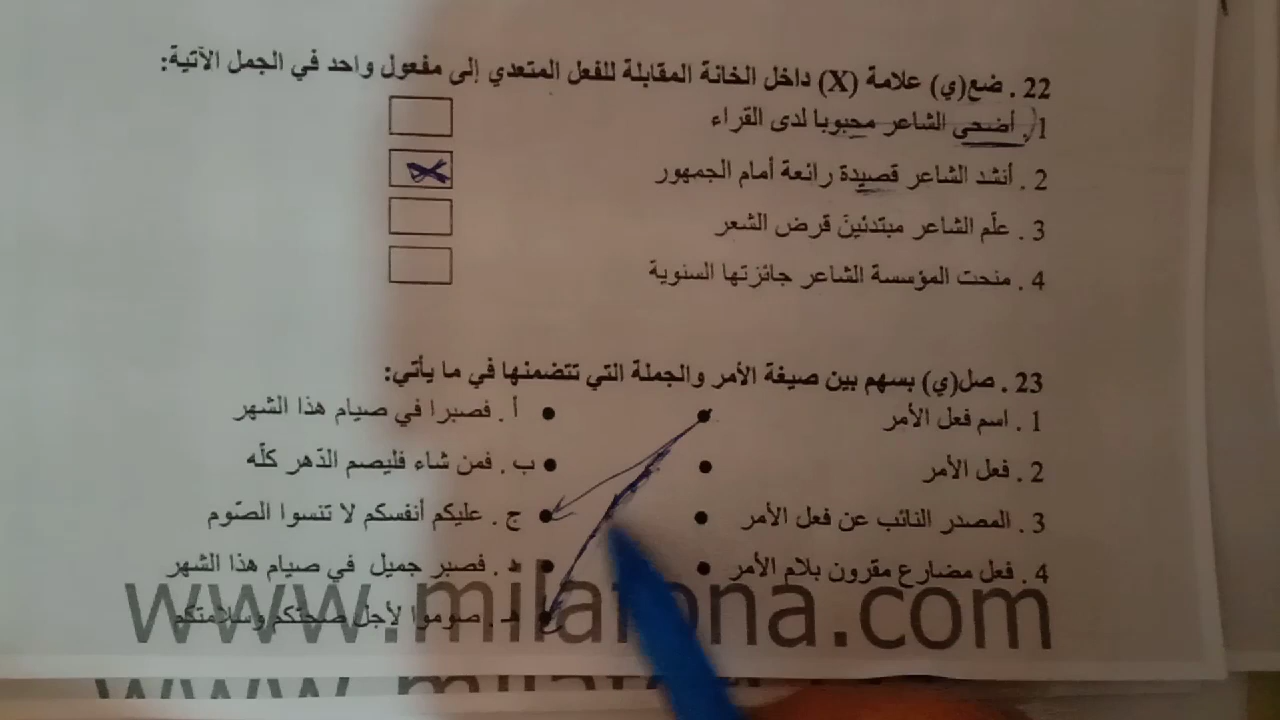 22 . ضع(ي) علامة (X) داخل الخانة المقابلة للفعل المتعدي إلى مفعول واحد في الجمل الآتية:
1 . أضحى الشاعر محبوبا لدى القراء
2 . أنشد الشاعر قصيدة رائعة أمام الجمهور
3 . علّم الشاعر مبتدئينَ قرض الشعر
4 . منحت المؤسسة الشاعر جائزتها السنوية
23 . صل(ي) بسهم بين صيغة الأمر والجملة التي تتضمنها في ما يأتي:
1 . اسم فعل الأمر • • أ . فصبرا في صيام هذا الشهر
2 . فعل الأمر • • ب . فمن شاء فليصم الدّهر كلّه
3 . المصدر النائب عن فعل الأمر • • ج . عليكم أنفسكم لا تنسوا الصّوم
4 . فعل مضارع مقرون بلام الأمر • • د . فصبر جميل في صيام هذا الشهر
• هـ . صوموا لأجل صحتكم وسلامتكم
www.milafona.com